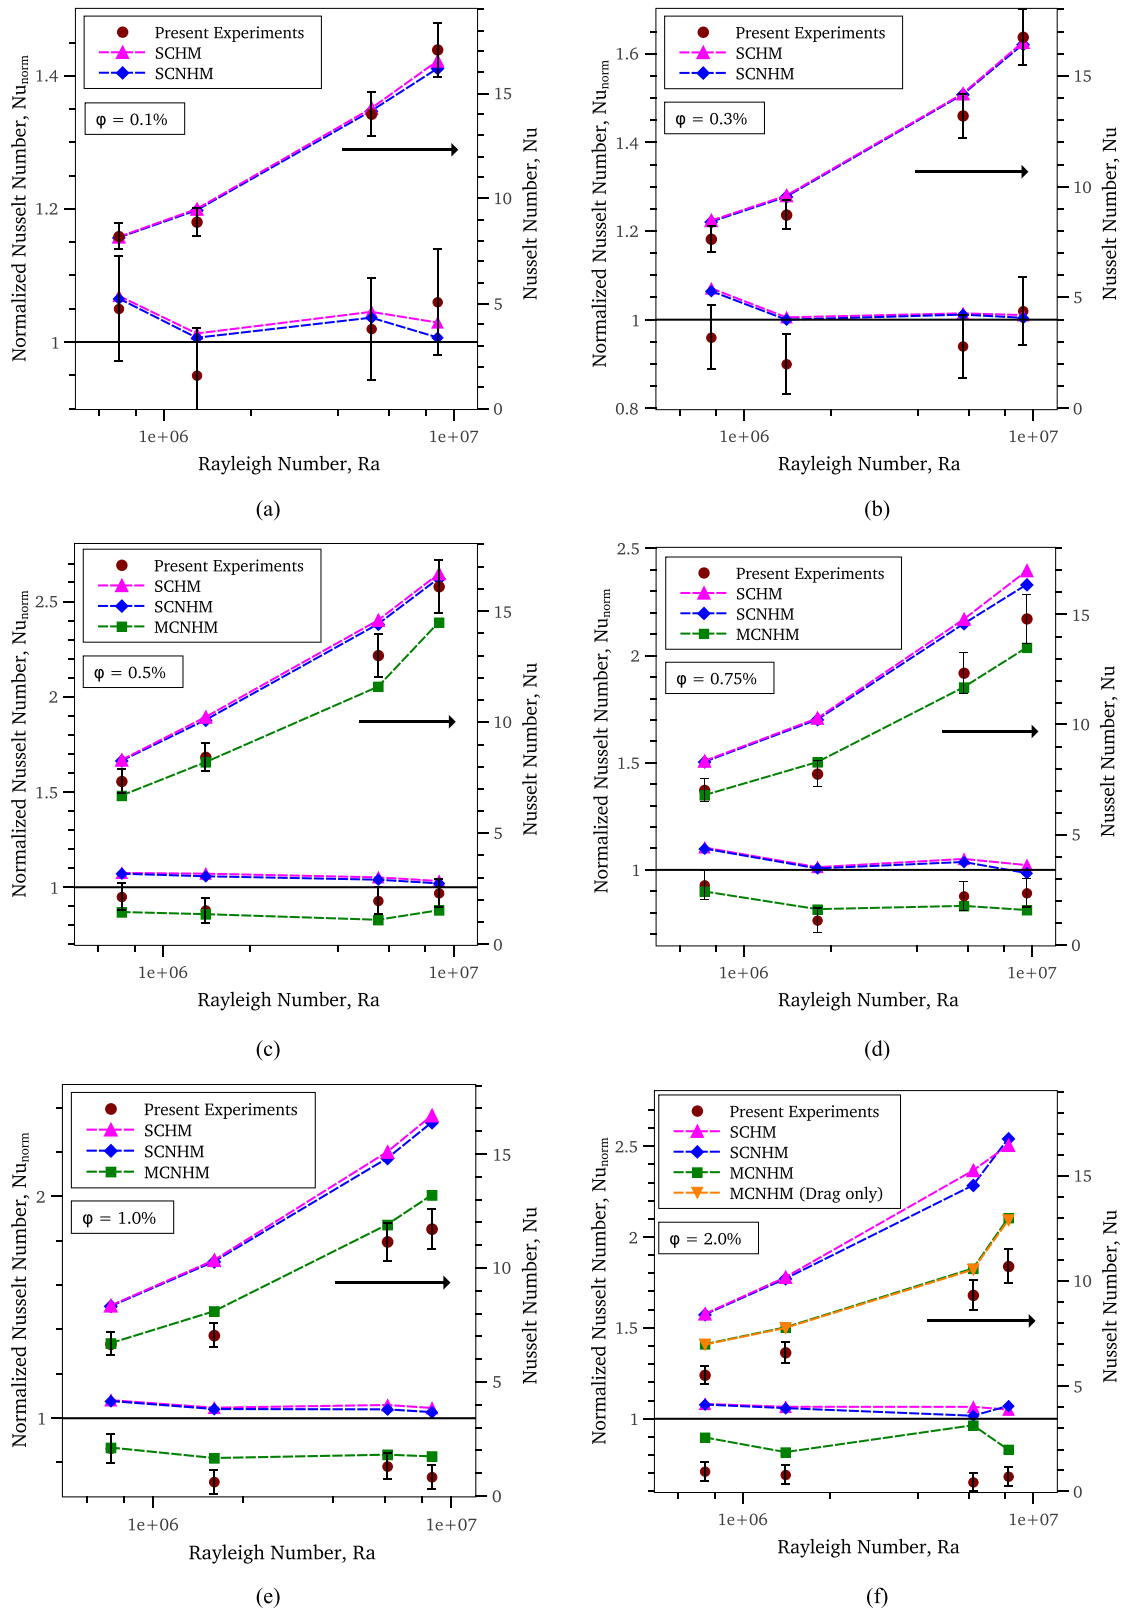 Present Experiments
SCHM
SCNHM
φ = 0.1%
Normalized Nusselt Number, Nu_norm
1.4
1.2
1
15
10
5
0
Nusselt Number, Nu
1e+06
1e+07
Rayleigh Number, Ra
(a)
Present Experiments
SCHM
SCNHM
φ = 0.3%
Normalized Nusselt Number, Nu_norm
1.6
1.4
1.2
1
0.8
15
10
5
0
Nusselt Number, Nu
1e+06
1e+07
Rayleigh Number, Ra
(b)
Present Experiments
SCHM
SCNHM
MCNHM
φ = 0.5%
Normalized Nusselt Number, Nu_norm
2.5
2
1.5
1
15
10
5
0
Nusselt Number, Nu
1e+06
1e+07
Rayleigh Number, Ra
(c)
Present Experiments
SCHM
SCNHM
MCNHM
φ = 0.75%
Normalized Nusselt Number, Nu_norm
2.5
2
1.5
1
15
10
5
0
Nusselt Number, Nu
1e+06
1e+07
Rayleigh Number, Ra
(d)
Present Experiments
SCHM
SCNHM
MCNHM
φ = 1.0%
Normalized Nusselt Number, Nu_norm
2
1
15
10
5
0
Nusselt Number, Nu
1e+06
1e+07
Rayleigh Number, Ra
(e)
Present Experiments
SCHM
SCNHM
MCNHM
MCNHM (Drag only)
φ = 2.0%
Normalized Nusselt Number, Nu_norm
2.5
2
1.5
1
15
10
5
0
Nusselt Number, Nu
1e+06
1e+07
Rayleigh Number, Ra
(f)